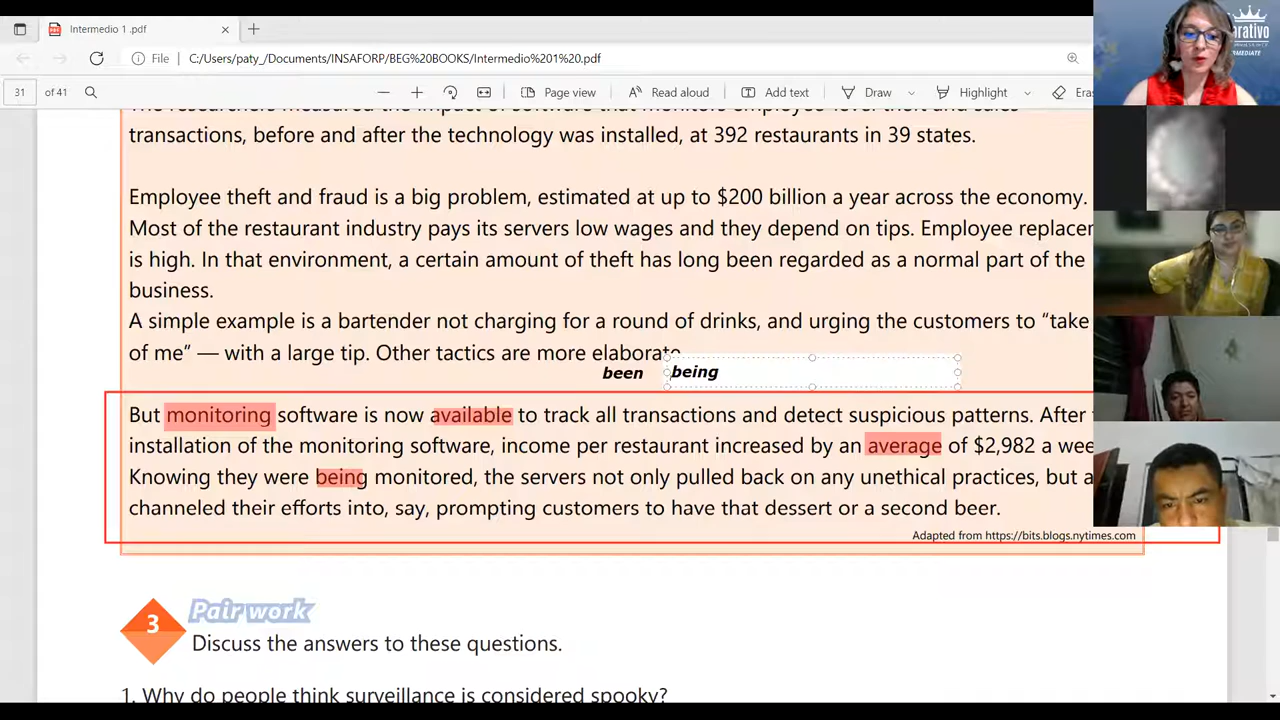 Intermedio 1 .pdf
File C:/Users/paty_/Documents/INSAFORP/BEG%20BOOKS/Intermedio%2001%20.pdf
31 of 41 Page view Read aloud Add text Draw Highlight
transactions, before and after the technology was installed, at 392 restaurants in 39 states.
Employee theft and fraud is a big problem, estimated at up to $200 billion a year across the economy.
Most of the restaurant industry pays its servers low wages and they depend on tips. Employee
is high. In that environment, a certain amount of theft has long been regarded as a normal part of the
business.
A simple example is a bartender not charging for a round of drinks, and urging the customers to “take
of me” — with a large tip. Other tactics are more elaborate.
been being
But monitoring software is now available to track all transactions and detect suspicious patterns. After
installation of the monitoring software, income per restaurant increased by an average of $2,982 a
Knowing they were being monitored, the servers not only pulled back on any unethical practices, but
channeled their efforts into, say, prompting customers to have that dessert or a second beer.
Adapted from https://bits.blogs.nytimes.com
3 Pair work
Discuss the answers to these questions.
1. Why do people think surveillance is considered spooky?